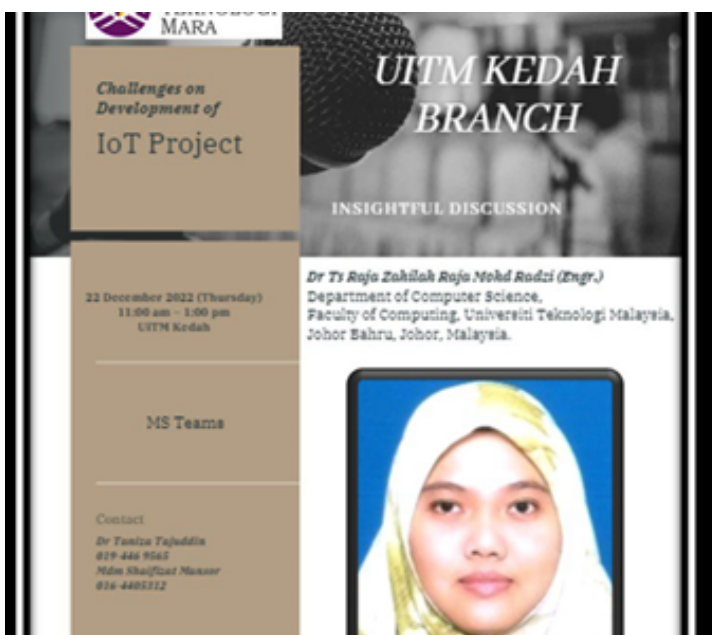 MARA
Challenges on
Development of
IoT Project
UITM KEDAH
BRANCH
INSIGHTFUL DISCUSSION
22 December 2022 (Thursday)
11:00 am – 1:00 pm
UiTM Kedah
MS Teams
Contact
Dr Taniza Tajuddin
019-446 9565
Mdm Shaifizat Mansor
016-4405312
Dr Ts Raja Zahilah Raja Mohd Radzi (Engr.)
Department of Computer Science,
Faculty of Computing, Universiti Teknologi Malaysia,
Johor Bahru, Johor, Malaysia.